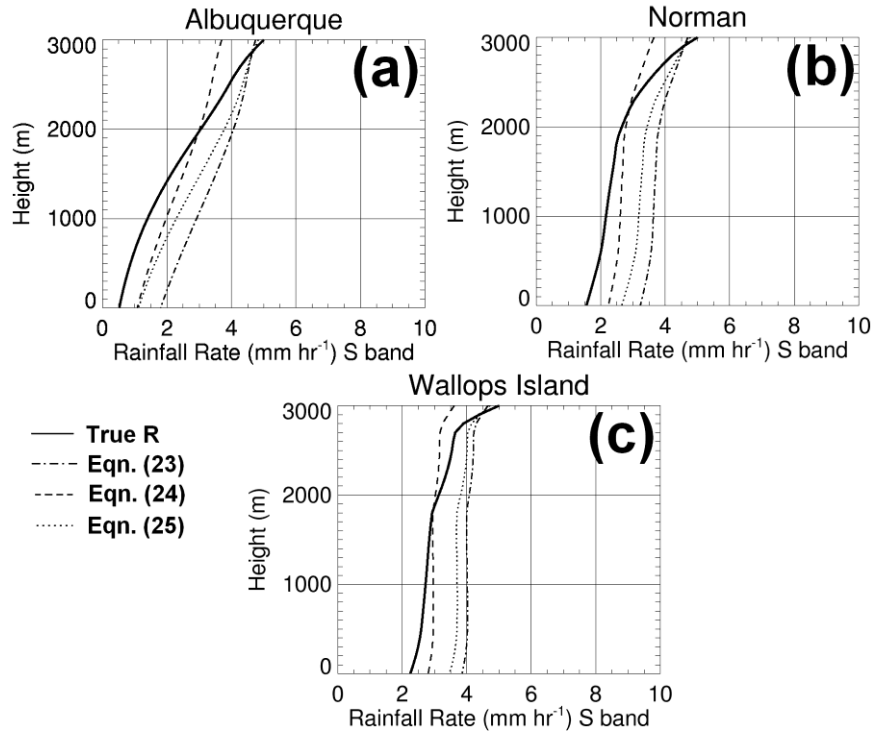 Albuquerque
3000
2000
1000
0
Height (m)
(a)
0 2 4 6 8 10
Rainfall Rate (mm hr-1) S band
Norman
3000
2000
1000
0
Height (m)
(b)
0 2 4 6 8 10
Rainfall Rate (mm hr-1) S band
True R
Eqn. (23)
Eqn. (24)
Eqn. (25)
Wallops Island
3000
2000
1000
0
Height (m)
(c)
0 2 4 6 8 10
Rainfall Rate (mm hr-1) S band